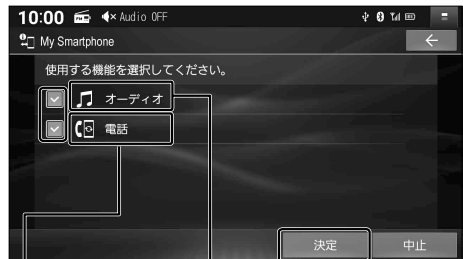 10:00 Audio OFF
My Smartphone
使用する機能を選択してください。
オーディオ
電話
決定 中止